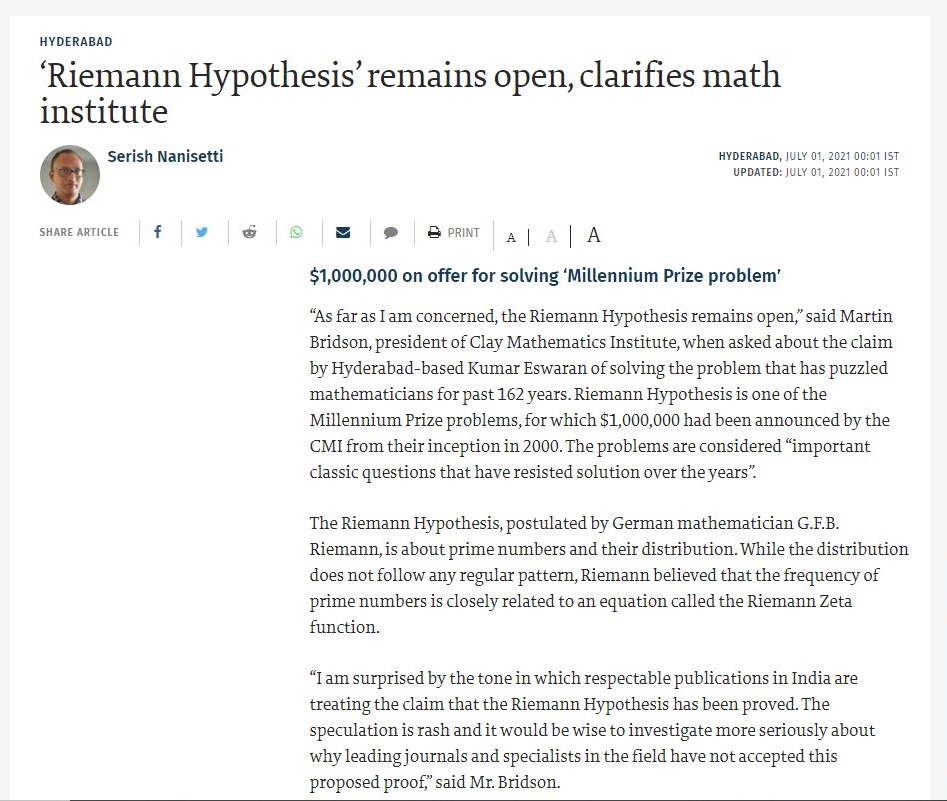 HYDERABAD
‘Riemann Hypothesis’ remains open, clarifies math
institute
Serish Nanisetti
HYDERABAD, JULY 01, 2021 00:01 IST
UPDATED: JULY 01, 2021 00:01 IST
SHARE ARTICLE PRINT A A A
$1,000,000 on offer for solving ‘Millennium Prize problem’
“As far as I am concerned, the Riemann Hypothesis remains open,” said Martin
Bridson, president of Clay Mathematics Institute, when asked about the claim
by Hyderabad-based Kumar Eswaran of solving the problem that has puzzled
mathematicians for past 162 years. Riemann Hypothesis is one of the
Millennium Prize problems, for which $1,000,000 had been announced by the
CMI from their inception in 2000. The problems are considered “important
classic questions that have resisted solution over the years”.
The Riemann Hypothesis, postulated by German mathematician G.F.B.
Riemann, is about prime numbers and their distribution. While the distribution
does not follow any regular pattern, Riemann believed that the frequency of
prime numbers is closely related to an equation called the Riemann Zeta
function.
“I am surprised by the tone in which respectable publications in India are
treating the claim that the Riemann Hypothesis has been proved. The
speculation is rash and it would be wise to investigate more seriously about
why leading journals and specialists in the field have not accepted this
proposed proof,” said Mr. Bridson.